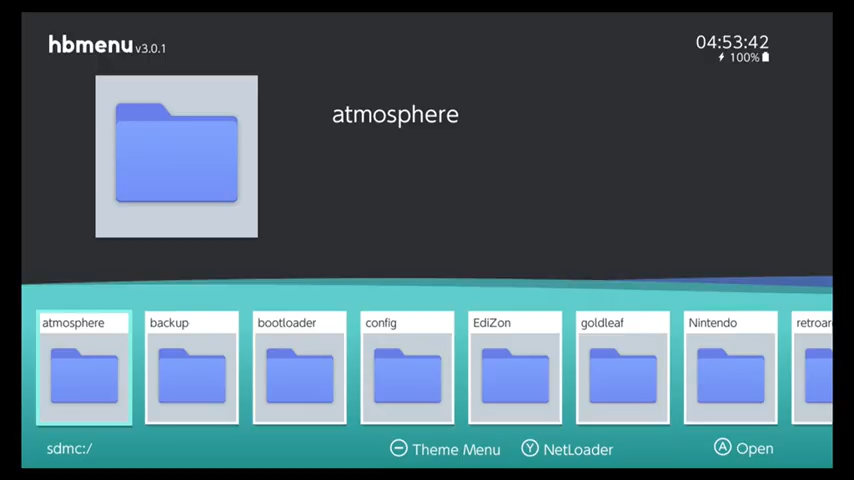 hbmenu v3.0.1
04:53:42
100%
atmosphere
atmosphere backup bootloader config EdiZon goldleaf Nintendo retroar
sdmc:/ Theme Menu Y NetLoader A Open